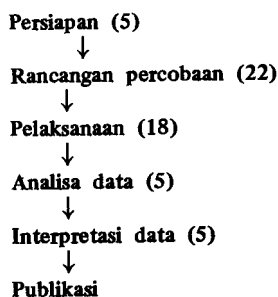 Persiapan (5)
Rancangan percobaan (22)
Pelaksanaan (18)
Analisa data (5)
Interpretasi data (5)
Publikasi